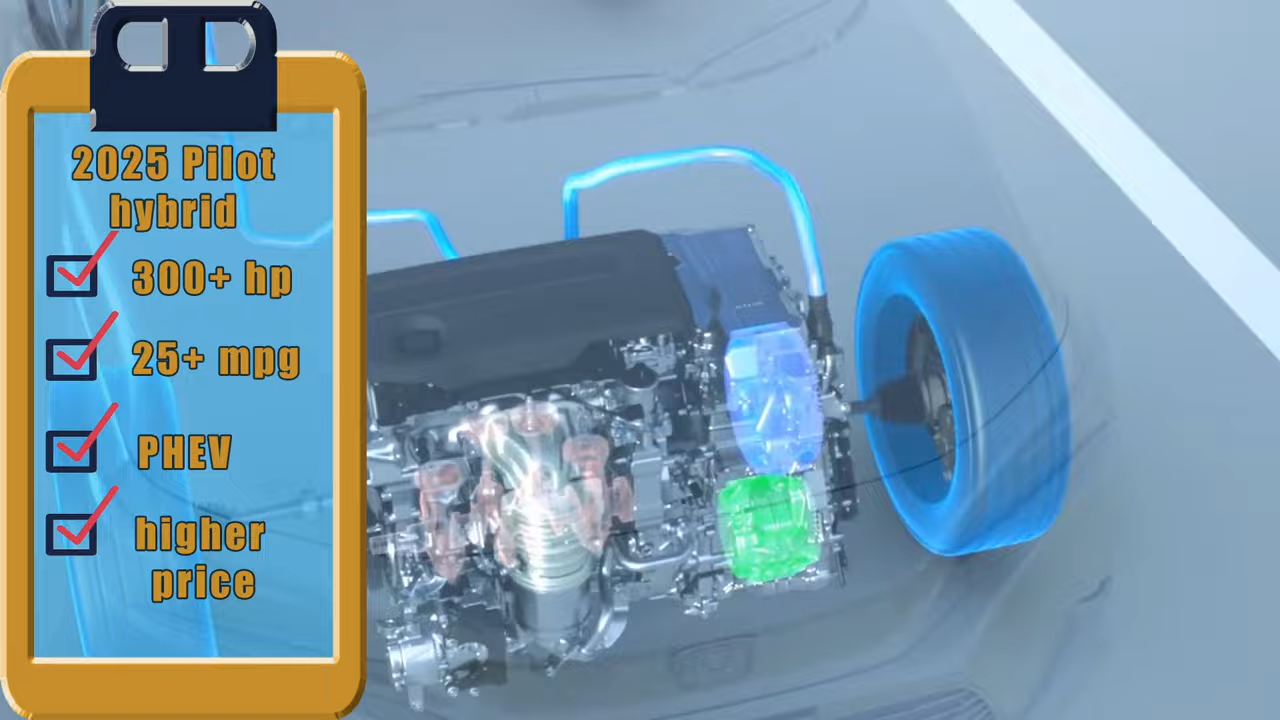 2025 Pilot
hybrid
300+ hp
25+ mpg
PHEV
higher
price